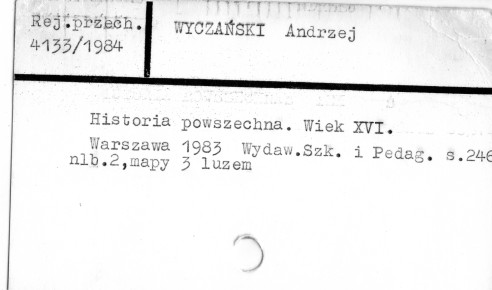 Rej.przech.
4133/1984
WYCZAŃSKI Andrzej
Historia powszechna. Wiek XVI.
Warszawa 1983 Wydaw.Szk. i Pedag. s.246
nlb.2,mapy 3 luzem